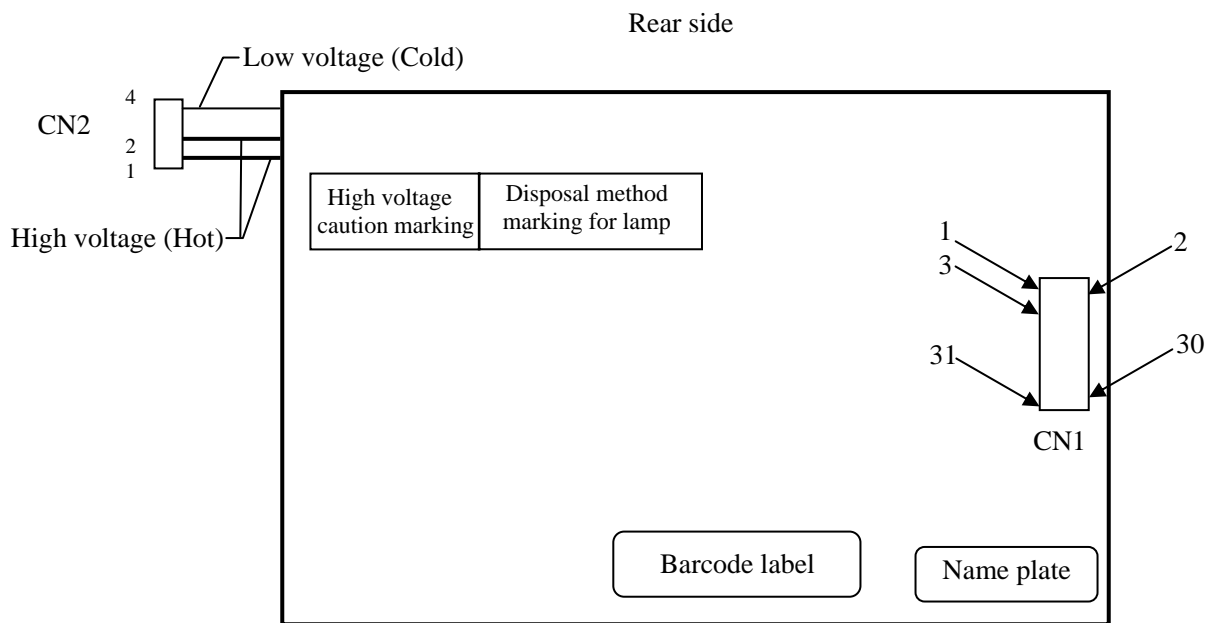 Rear side
Low voltage (Cold)
4
CN2
2
1
High voltage
caution marking
Disposal method
marking for lamp
High voltage (Hot)
1
2
3
31
30
CN1
Barcode label
Name plate